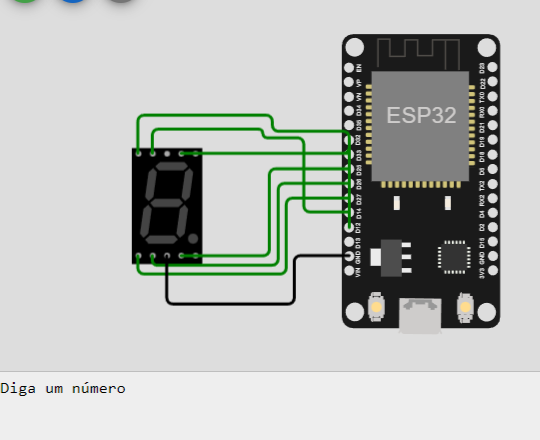 ESP32
EN
VP
VN
D34
D35
D32
D33
D25
D26
D27
D14
D12
D13
GND
VIN
D23
D22
TX0
RX0
D21
D19
D18
D5
TX2
RX2
D4
D2
D15
GND
3V3
Diga um número